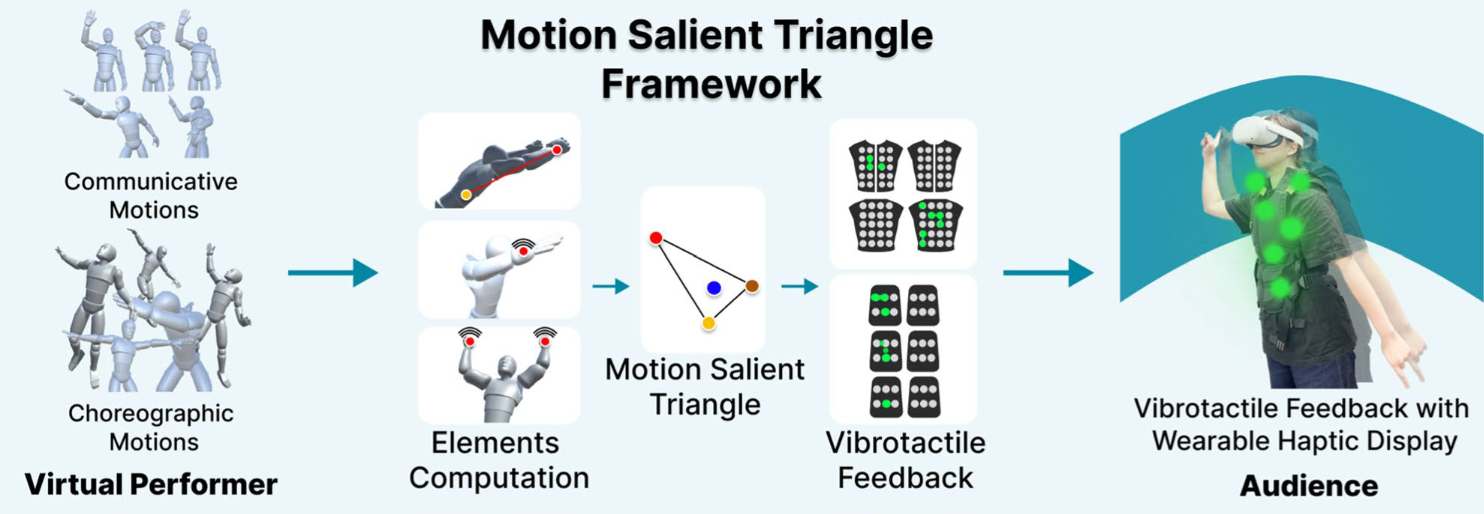 Motion Salient Triangle
Framework
Communicative
Motions
Choreographic
Motions
Virtual Performer
Elements
Computation
Motion Salient
Triangle
Vibrotactile
Feedback
Vibrotactile Feedback with
Wearable Haptic Display
Audience